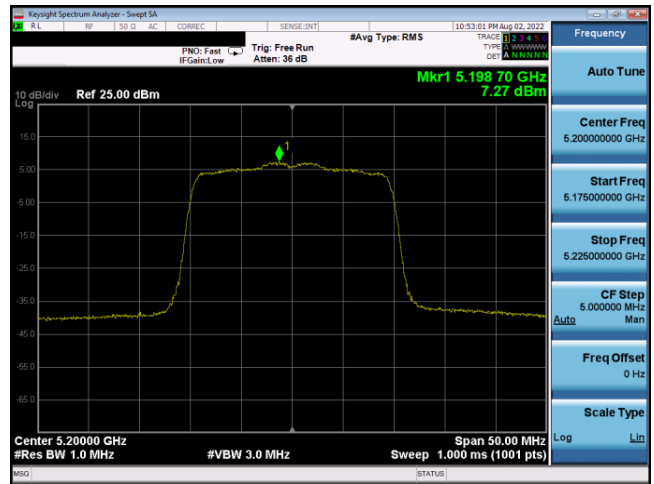 Keysight Spectrum Analyzer - Swept SA
RL RF 50 Ω AC CORREC SENSE:INT 10:53:01 PM Aug 02, 2022
#Avg Type: RMS TRACE 1 2 3 4 5 6
PNO: Fast Trig: Free Run TYPE A WWWWW
IFGain:Low Atten: 36 dB DET A NNNNN
Mkr1 5.198 70 GHz
10 dB/div Ref 25.00 dBm 7.27 dBm
Log
1
15.0
5.00
-5.00
-15.0
-25.0
-35.0
-45.0
-55.0
-65.0
Center 5.20000 GHz Span 50.00 MHz
#Res BW 1.0 MHz #VBW 3.0 MHz Sweep 1.000 ms (1001 pts)
MSG STATUS
Frequency
Auto Tune
Center Freq
5.200000000 GHz
Start Freq
5.175000000 GHz
Stop Freq
5.225000000 GHz
CF Step
5.000000 MHz
Auto Man
Freq Offset
0 Hz
Scale Type
Log Lin